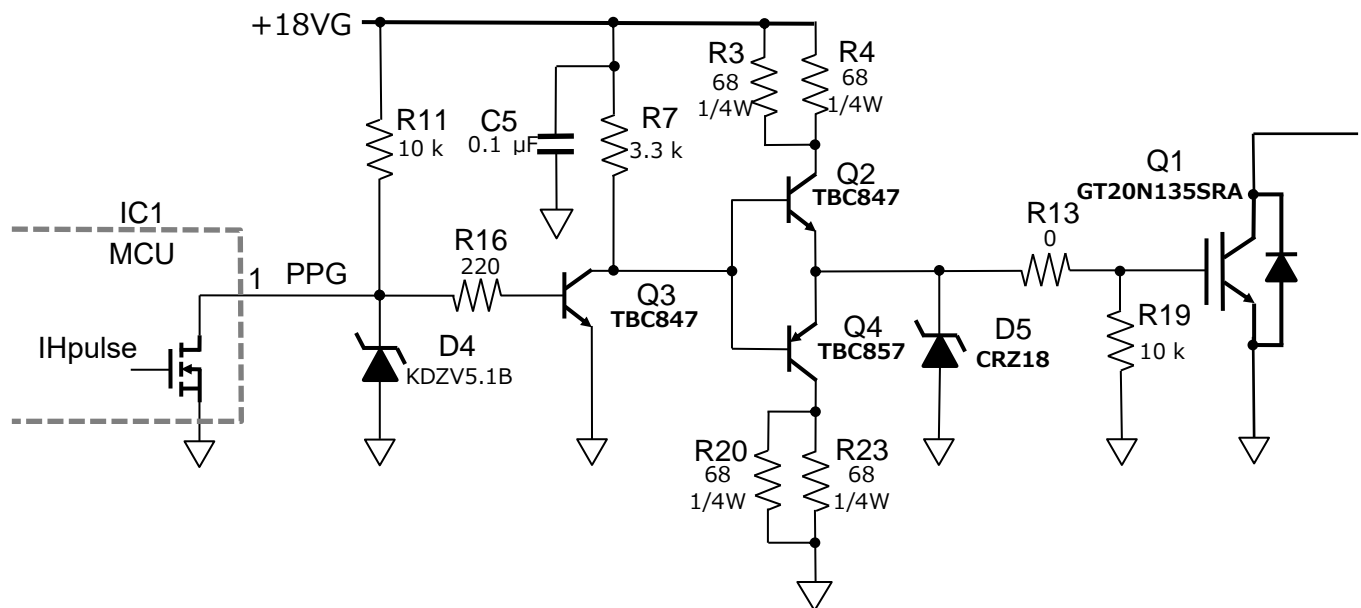 +18VG
R3
68
1/4W
R4
68
1/4W
R11
10 k
C5
0.1 µF
R7
3.3 k
Q2
TBC847
Q1
GT20N135SRA
IC1
MCU
1
PPG
R16
220
Q3
TBC847
R13
0
IHpulse
D4
KDZV5.1B
Q4
TBC857
D5
CRZ18
R19
10 k
R20
68
1/4W
R23
68
1/4W